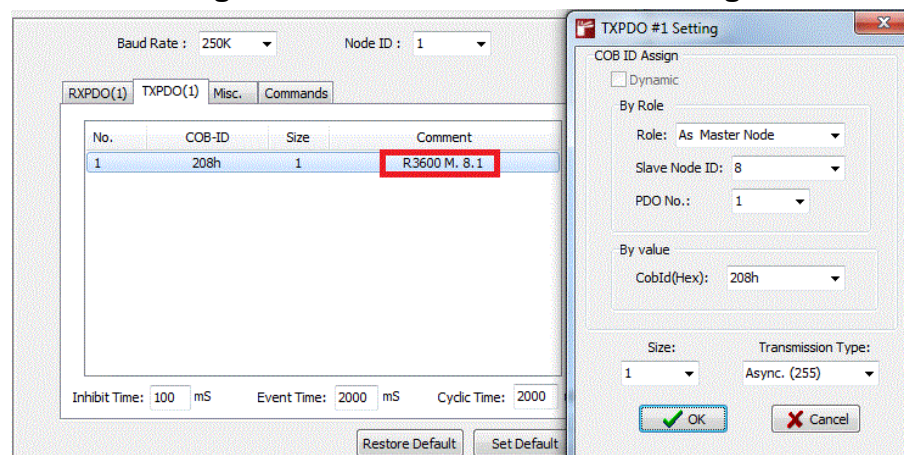 Baud Rate : 250K Node ID : 1
RXPDO(1) TXPDO(1) Misc. Commands
No. COB-ID Size Comment
1 208h 1 R3600 M. 8.1
Inhibit Time: 100 mS Event Time: 2000 mS Cyclic Time: 2000
Restore Default Set Default
TXPDO #1 Setting
COB ID Assign
Dynamic
By Role
Role: As Master Node
Slave Node ID: 8
PDO No.: 1
By value
CobId(Hex): 208h
Size: Transmission Type:
1 Async. (255)
OK Cancel